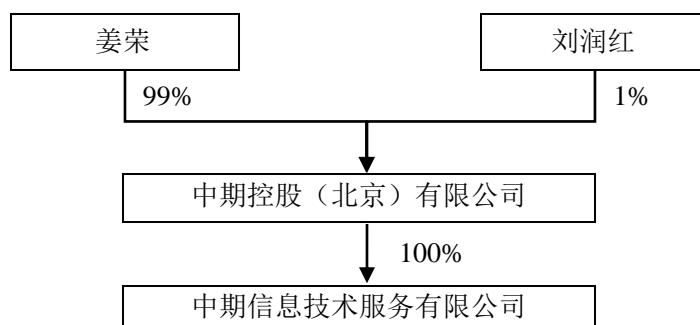 姜荣
刘润红
99%
1%
中期控股（北京）有限公司
100%
中期信息技术服务有限公司